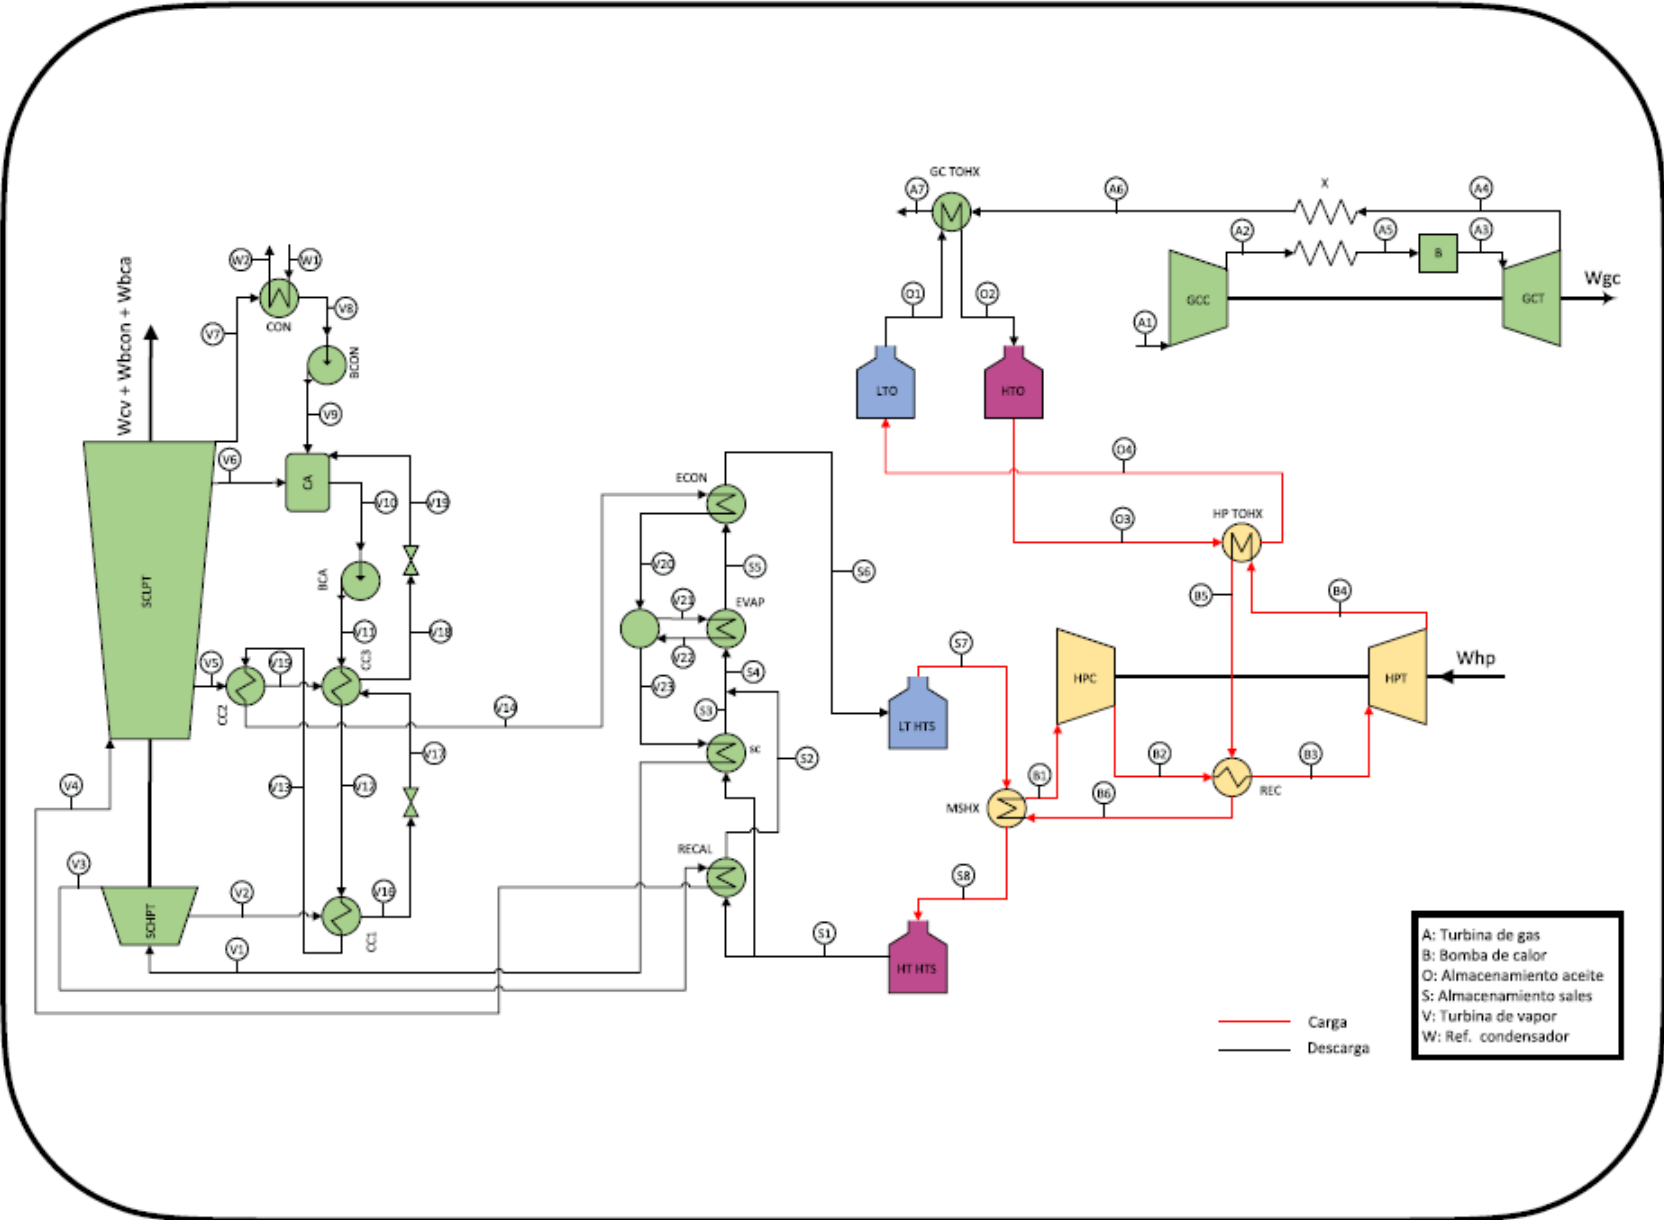 GC TOHX
A7
A6
X
A4
A2
A5
A3
B
W2
W1
Wcv + Wbcon + Wbca
CON
V8
V7
BCON
O1
O2
GCC
GCT
Wgc
A1
LTO
HTO
V9
V6
CA
V10
V19
ECON
O4
O3
HP TOHX
SCLPT
BCA
V20
S5
S6
B5
B4
V21
EVAP
V11
V18
CC3
V22
S7
HPC
HPT
Whp
V5
V15
S4
V23
CC2
V14
S3
LT HTS
V17
SC
S2
V13
V12
B2
B3
V4
B1
B6
REC
MSHX
RECAL
V3
V2
V16
S8
SCHPT
CC1
V1
S1
HT HTS
A: Turbina de gas
B: Bomba de calor
O: Almacenamiento aceite
S: Almacenamiento sales
V: Turbina de vapor
W: Ref. condensador
Carga
Descarga